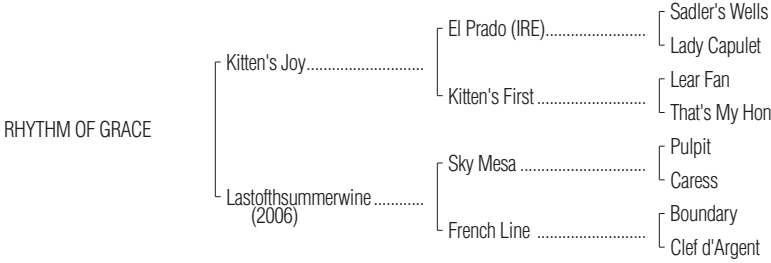 Sadler's Wells
El Prado (IRE)........................
Lady Capulet
Kitten's Joy............................
Lear Fan
Kitten's First ..........................
That's My Hon
RHYTHM OF GRACE
Pulpit
Sky Mesa ..............................
Caress
Lastofthsummerwine............
(2006)
Boundary
French Line ..........................
Clef d'Argent